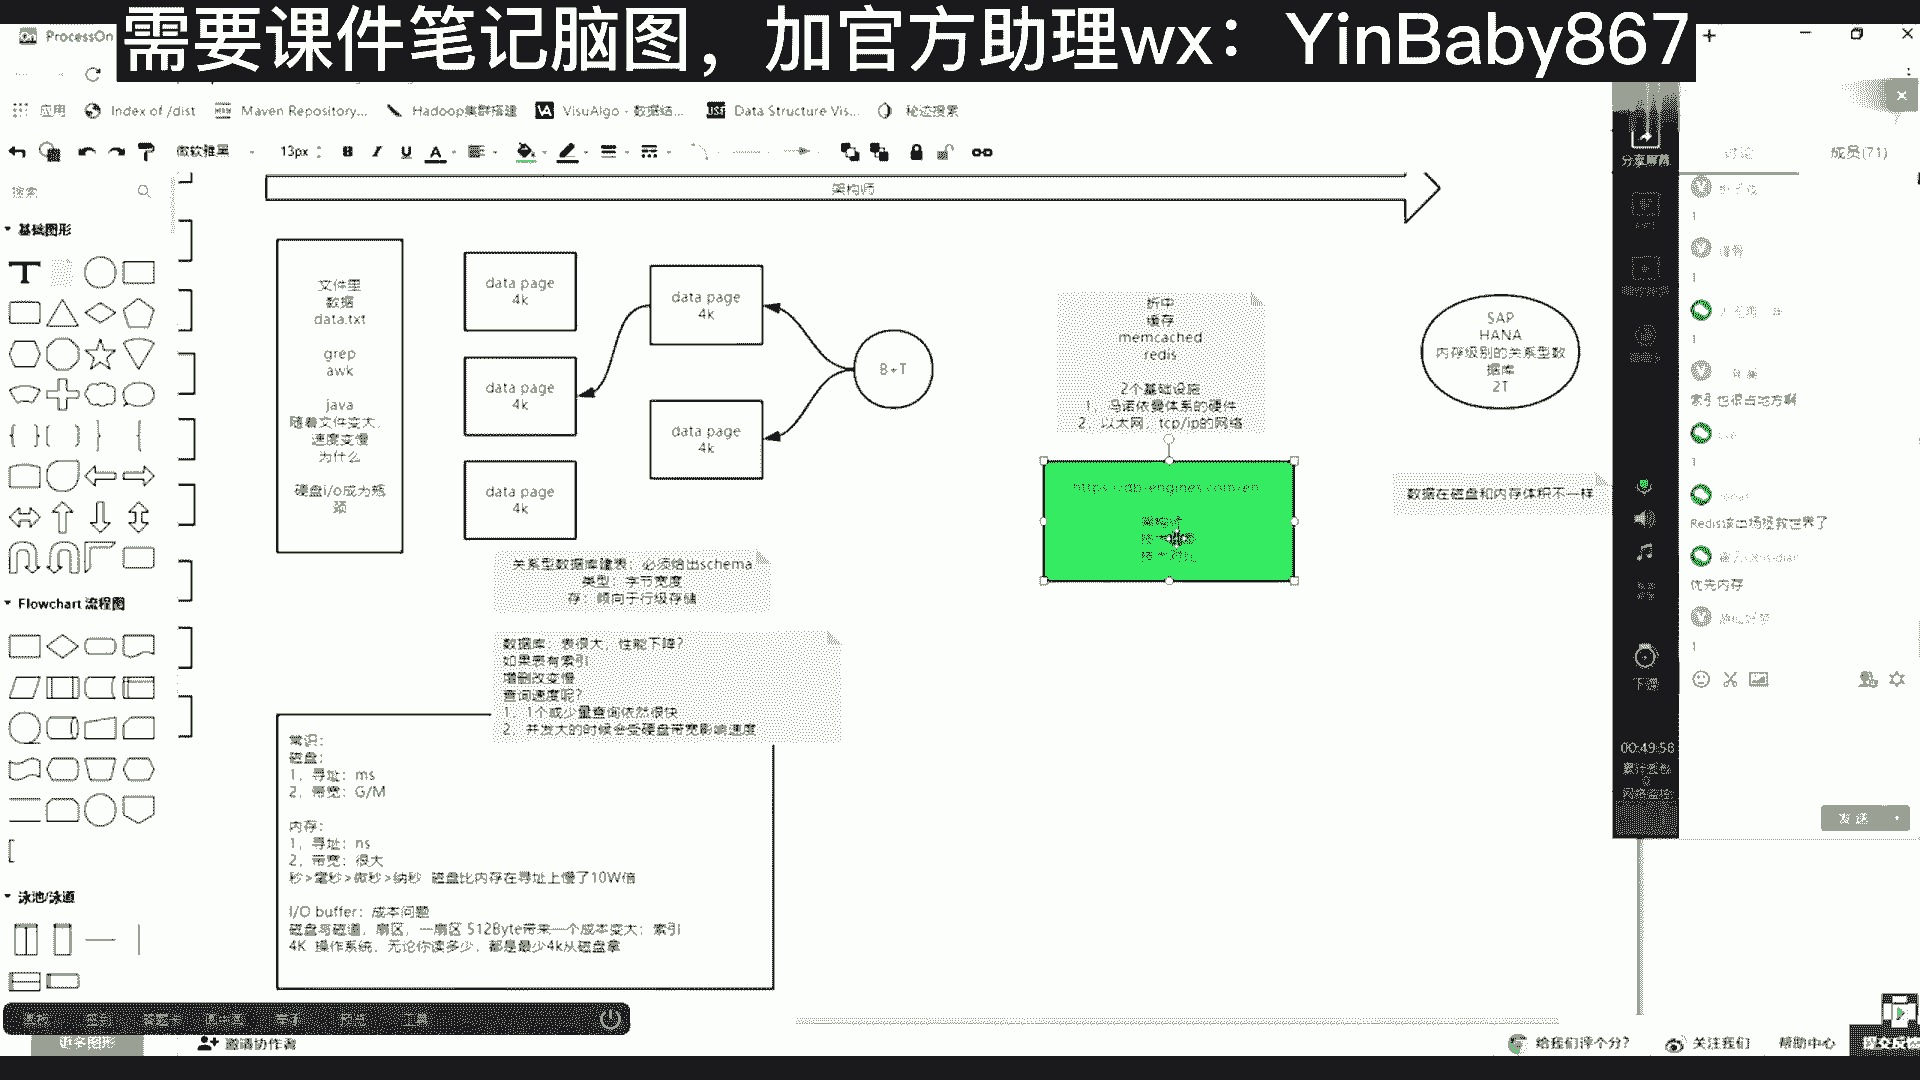 需要课件笔记脑图，加官方助理wx：YinBaby867
ProcessOn
应用
Index of /dist
Maven Repository...
Hadoop集群搭建
VisuAlgo - 数据结...
Data Structure Vis...
秘迹搜索
微软雅黑
13px
搜索
基础图形
Flowchart 流程图
泳池/泳道
更多图形
架构师
文件里
数据
data.txt
grep
awk
java
随着文件变大，
速度变慢
为什么
硬盘i/o成为瓶
颈
data page
4k
data page
4k
data page
4k
data page
4k
data page
4k
B+T
折中
缓存
memcached
redis
2个基础设施
1，冯诺依曼体系的硬件
2，以太网，tcp/ip的网络
SAP
HANA
内存级别的关系型数
据库
2T
https://db-engines.com/en
架构师
数据在磁盘和内存体积不一样
关系型数据库建表：必须给出schema
类型：字节宽度
存：倾向于行级存储
数据库：表很大，性能下降？
如果表有索引
增删改变慢
查询速度呢？
1，1个或少量查询依然很快
2，并发大的时候会受硬盘带宽影响速度
常识：
磁盘：
1，寻址：ms
2，带宽：G/M
内存：
1，寻址：ns
2，带宽：很大
秒>毫秒>微秒>纳秒 磁盘比内存在寻址上慢了10W倍
I/O buffer：成本问题
磁盘与磁道，扇区，一扇区 512Byte带来一个成本变大：索引
4K 操作系统，无论你读多少，都是最少4k从磁盘拿
分享屏幕
下课
00:49:58
讨论
成员(71)
1
1
1
索引也很占地方啊
1
Redis该出场拯救世界了
优先内存
1
发送
工具
邀请协作者
给我们评个分？
关注我们
帮助中心
提交反馈